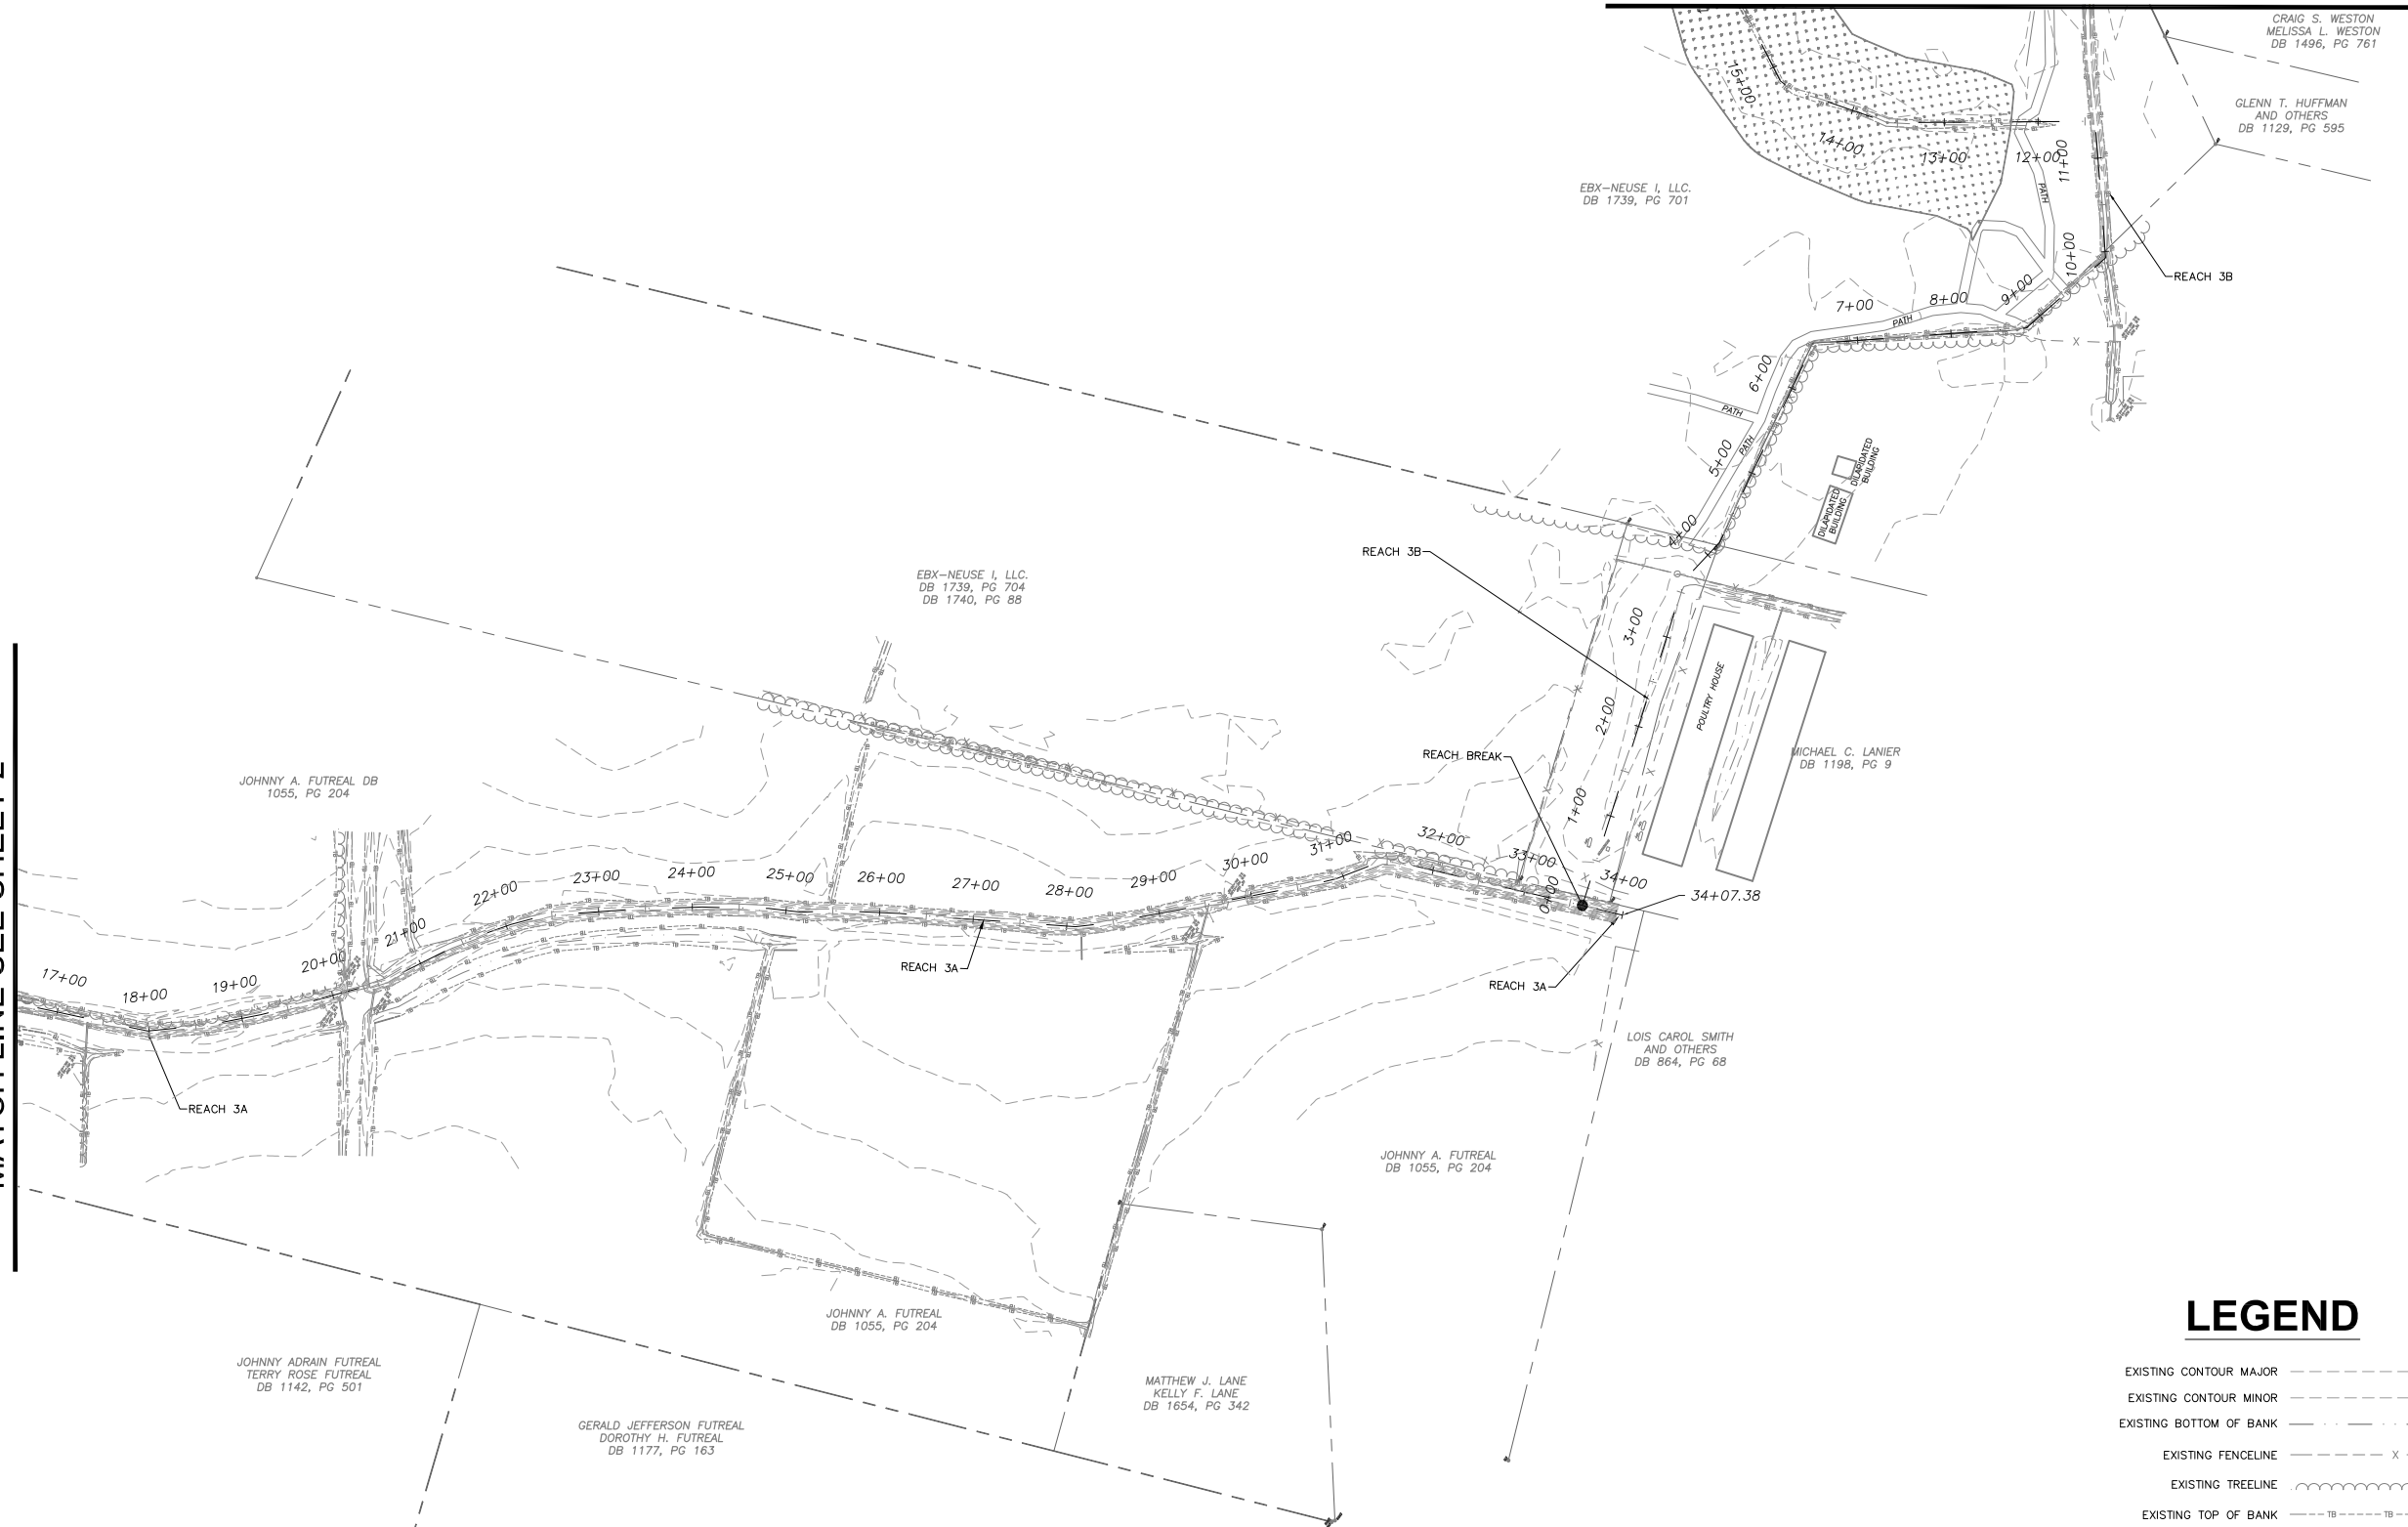 CRAIG S. WESTON
MELISSA L. WESTON
DB 1496, PG 761
GLENN T. HUFFMAN
AND OTHERS
DB 1129, PG 595
EBX-NEUSE I, LLC.
DB 1739, PG 701
15+00
14+00
13+00
12+00
11+00
10+00
9+00
8+00
7+00
6+00
5+00
4+00
3+00
2+00
1+00
0+00
PATH
PATH
PATH
PATH
REACH 3B
DILAPIDATED
BUILDING
DILAPIDATED
BUILDING
REACH 3B
EBX-NEUSE I, LLC.
DB 1739, PG 704
DB 1740, PG 88
POULTRY HOUSE
MICHAEL C. LANIER
DB 1198, PG 9
REACH BREAK
JOHNNY A. FUTREAL DB
1055, PG 204
17+00
18+00
19+00
20+00
21+00
22+00
23+00
24+00
25+00
26+00
27+00
28+00
29+00
30+00
31+00
32+00
33+00
34+00
34+07.38
REACH 3A
REACH 3A
REACH 3A
LOIS CAROL SMITH
AND OTHERS
DB 864, PG 68
JOHNNY A. FUTREAL
DB 1055, PG 204
JOHNNY A. FUTREAL
DB 1055, PG 204
JOHNNY ADRAIN FUTREAL
TERRY ROSE FUTREAL
DB 1142, PG 501
GERALD JEFFERSON FUTREAL
DOROTHY H. FUTREAL
DB 1177, PG 163
MATTHEW J. LANE
KELLY F. LANE
DB 1654, PG 342
LEGEND
EXISTING CONTOUR MAJOR
EXISTING CONTOUR MINOR
EXISTING BOTTOM OF BANK
EXISTING FENCELINE X
EXISTING TREELINE
EXISTING TOP OF BANK TB TB